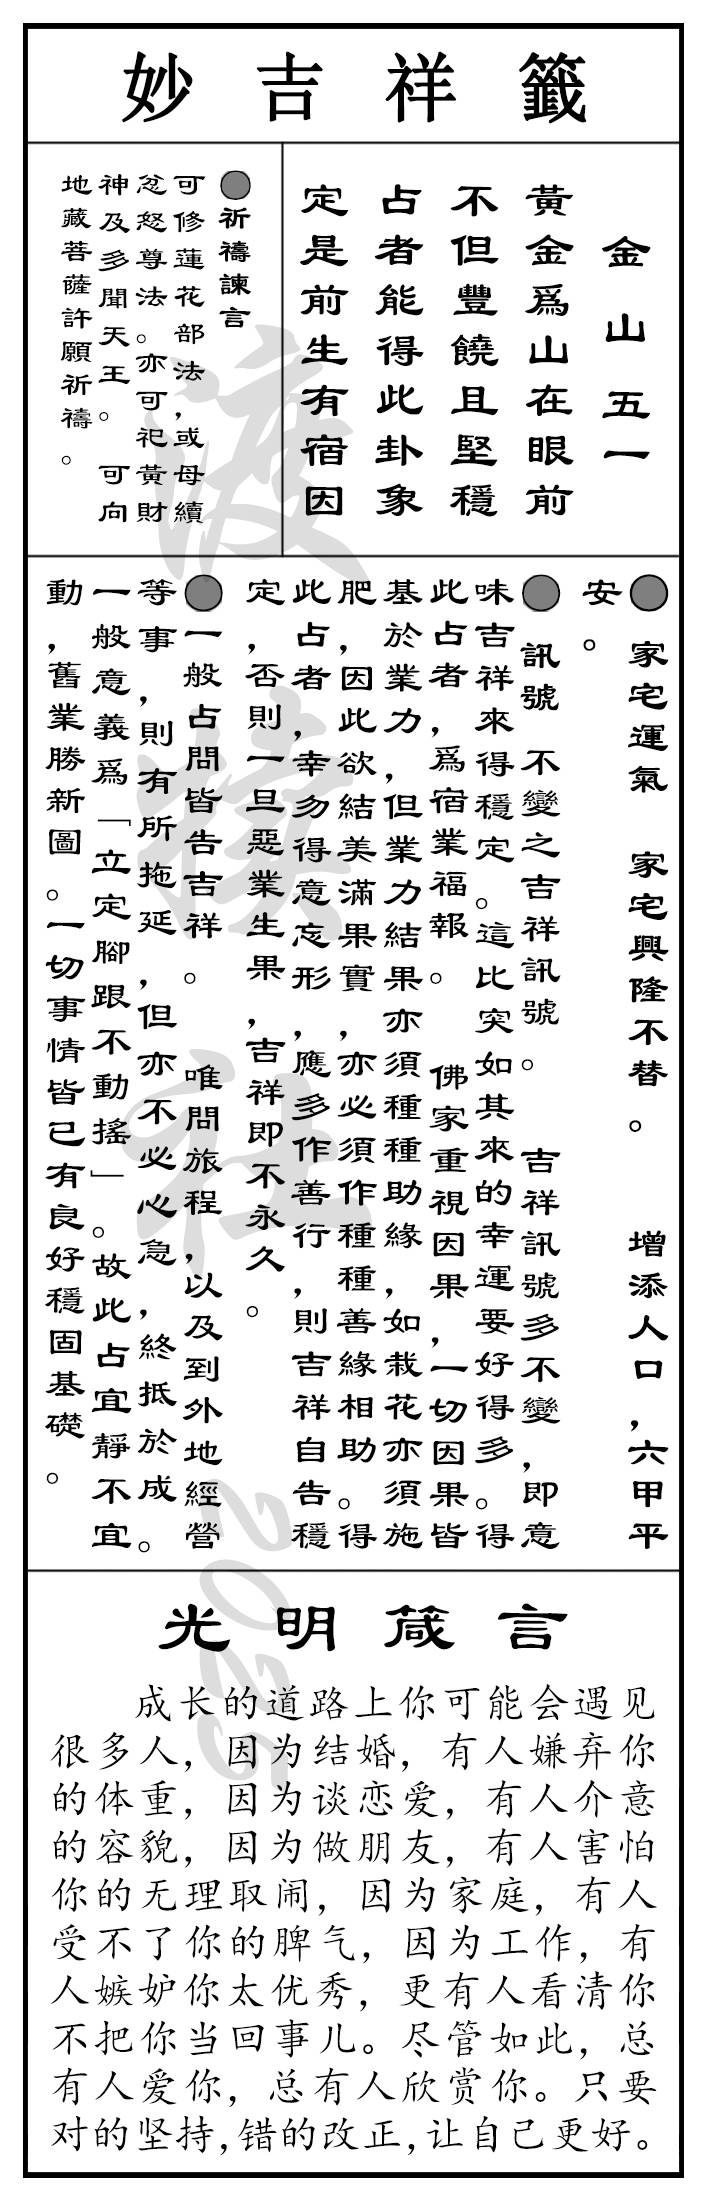 妙吉祥籤
金山五一
黃金爲山在眼前
不但豐饒且堅穩
占者能得此卦象
定是前生有宿因
●祈禱諫言
可修蓮花部法，或母續
忿怒尊法。亦可祀黃財
神及多聞天王。可向
地藏菩薩許願祈禱。
● 家宅運氣 家宅興隆不替。 增添人口，六甲平
安。
● 訊號 不變之吉祥訊號。 吉祥訊號多不變，即意
味吉祥來得穩定。這比突如其來的幸運要好得多。得
此占者，爲宿業福報。 佛家重視因果，一切因果皆
基於業力，但業力結果亦須種種助緣，如栽花亦須施
肥，因此欲結美滿果實，亦必須作種種善緣相助。得
此占者，幸勿得意忘形，應多作善行，則吉祥自告穩
定，否則一旦惡業生果，吉祥即不永久。
●一般占問皆告吉祥。 唯問旅程，以及到外地經營
等事，則有所拖延，但亦不必心急，終抵於成。
一般意義爲「立定腳跟不動搖」。故此占宜靜不宜
動，舊業勝新圖。一切事情皆已有良好穩固基礎。
渡猿社
2025
光明箴言
成长的道路上你可能会遇见
很多人，因为结婚，有人嫌弃你
的体重，因为谈恋爱，有人介意
的容貌，因为做朋友，有人害怕
你的无理取闹，因为家庭，有人
受不了你的脾气，因为工作，有
人嫉妒你太优秀，更有人看清你
不把你当回事儿。尽管如此，总
有人爱你，总有人欣赏你。只要
对的坚持，错的改正，让自己更好。